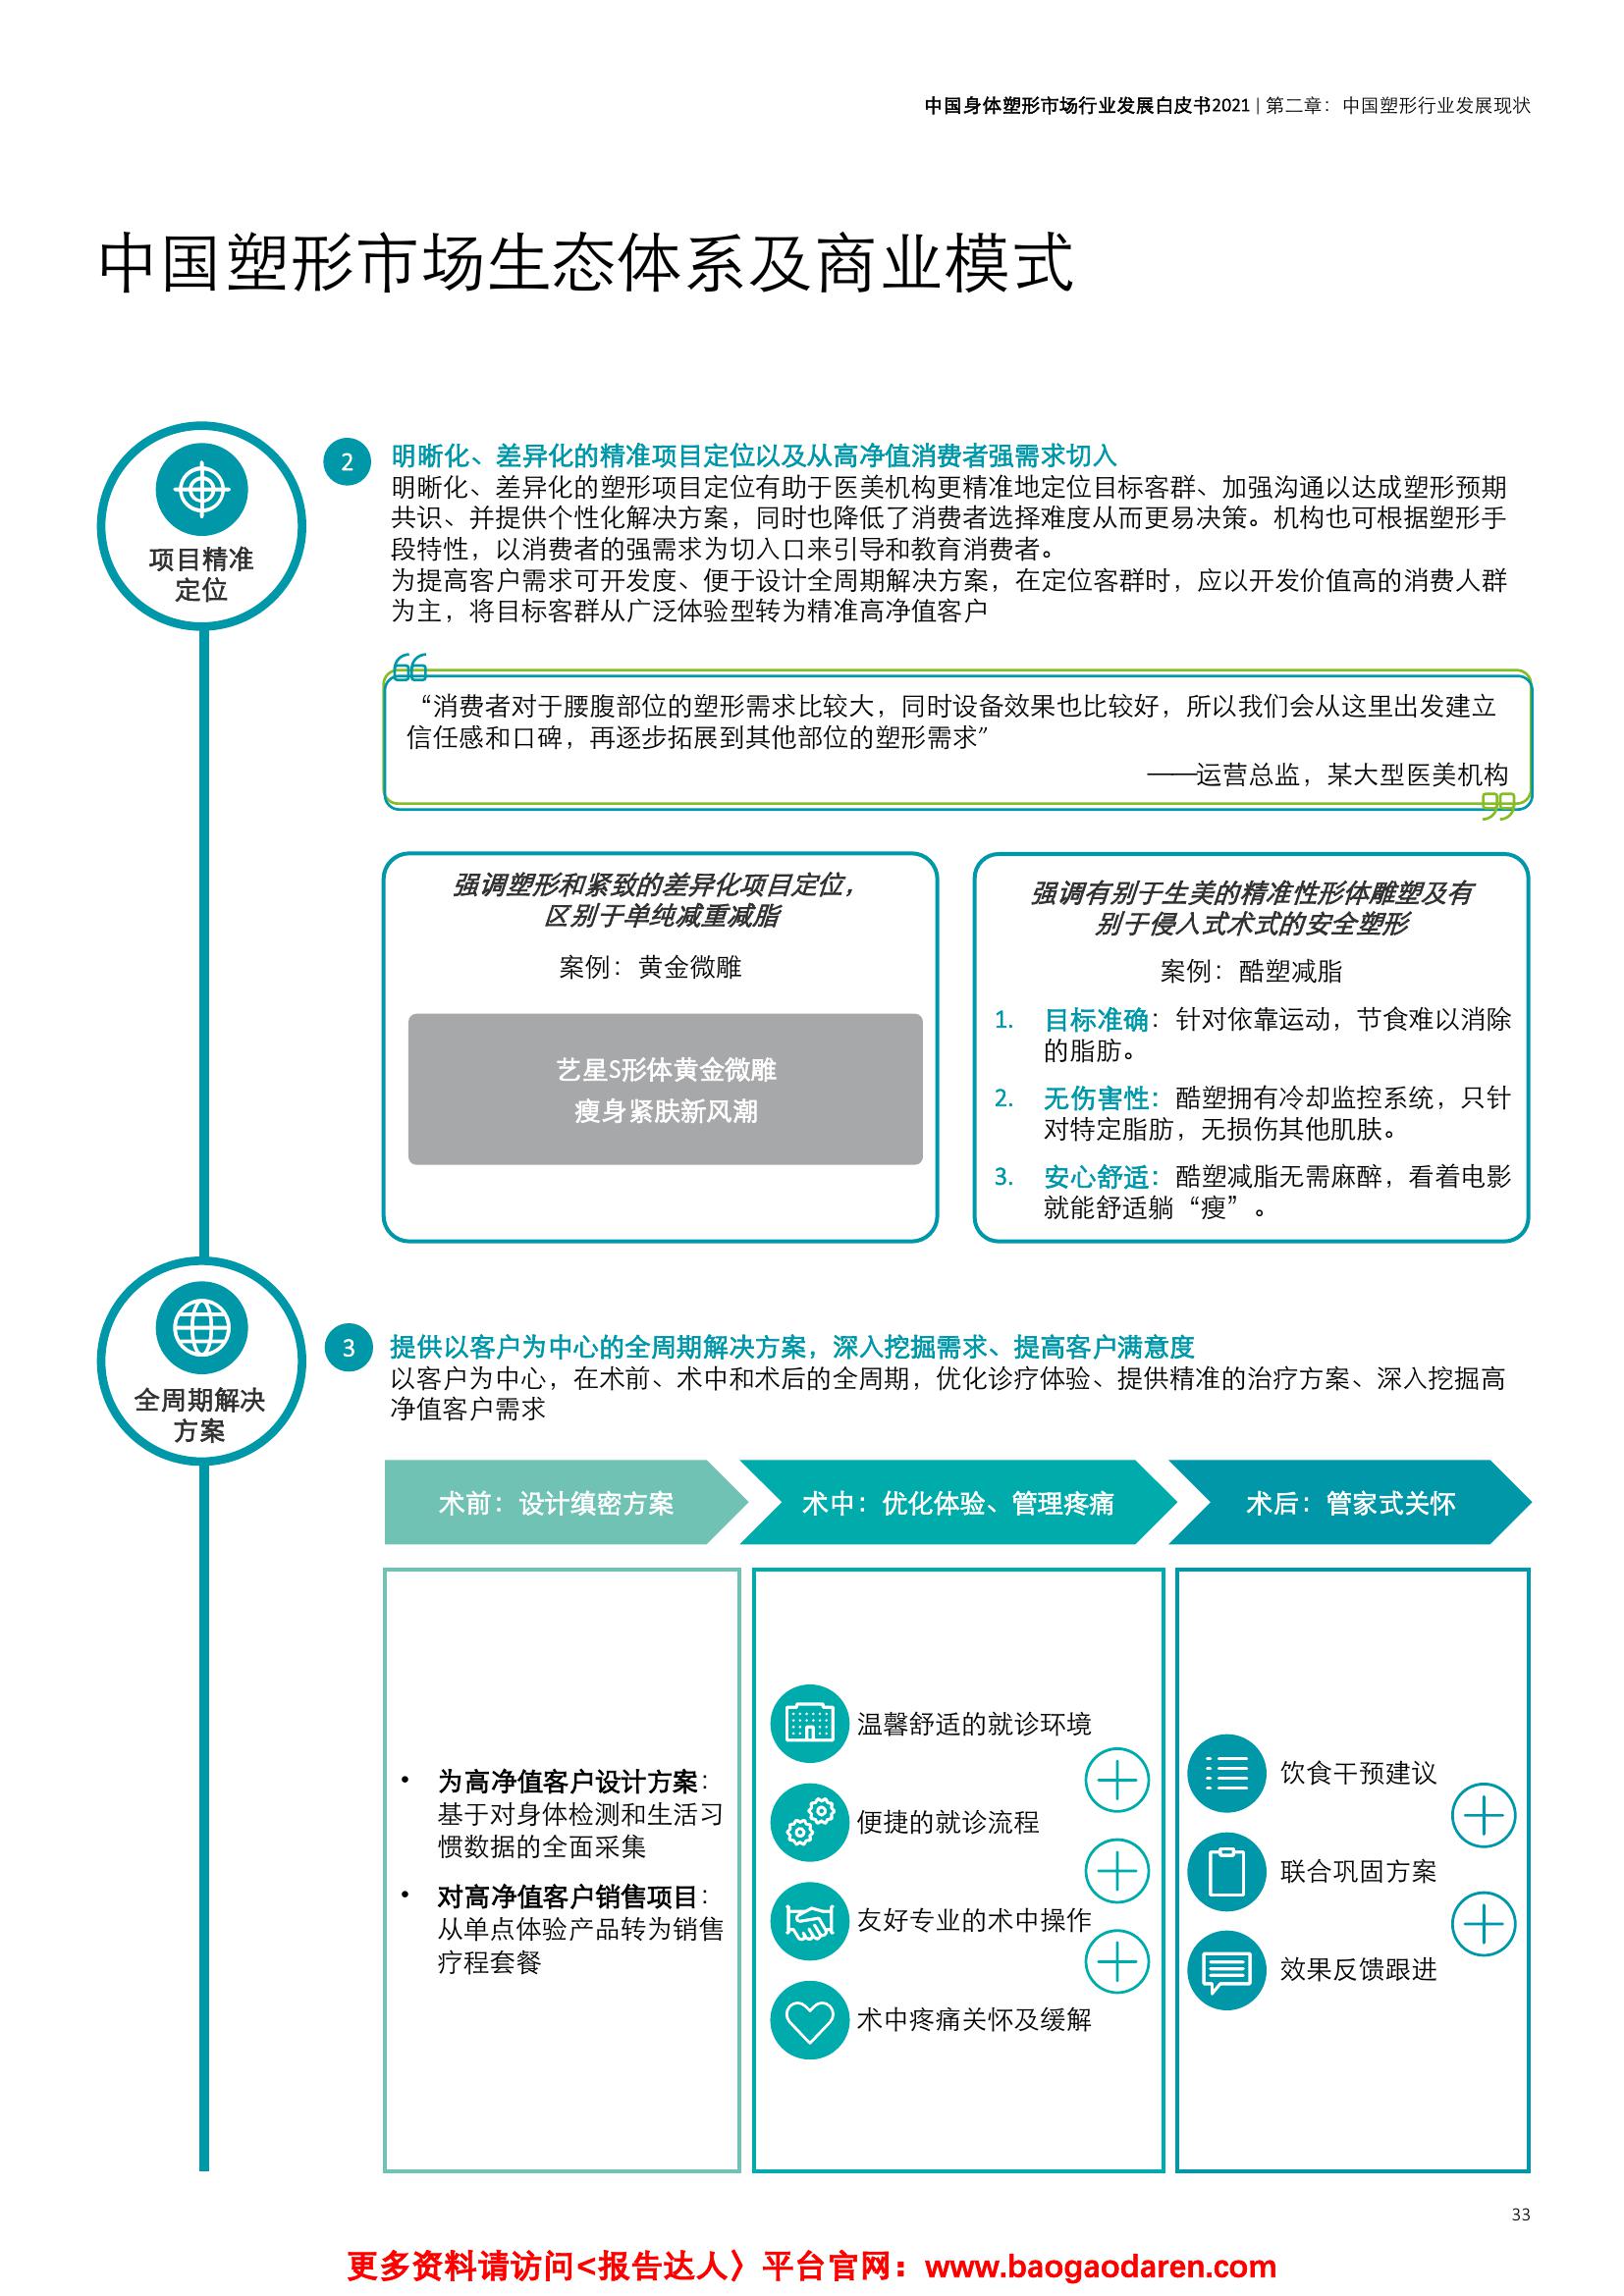 中国身体塑形市场行业发展白皮书2021 | 第二章：中国塑形行业发展现状
中国塑形市场生态体系及商业模式
项目精准
定位
2
明晰化、差异化的精准项目定位以及从高净值消费者强需求切入
明晰化、差异化的塑形项目定位有助于医美机构更精准地定位目标客群、加强沟通以达成塑形预期
共识、并提供个性化解决方案，同时也降低了消费者选择难度从而更易决策。机构也可根据塑形手
段特性，以消费者的强需求为切入口来引导和教育消费者。
为提高客户需求可开发度、便于设计全周期解决方案，在定位客群时，应以开发价值高的消费人群
为主，将目标客群从广泛体验型转为精准高净值客户
“消费者对于腰腹部位的塑形需求比较大，同时设备效果也比较好，所以我们会从这里出发建立
信任感和口碑，再逐步拓展到其他部位的塑形需求”
——运营总监，某大型医美机构
强调塑形和紧致的差异化项目定位，
区别于单纯减重减脂
案例：黄金微雕
艺星S形体黄金微雕
瘦身紧肤新风潮
强调有别于生美的精准性形体雕塑及有
别于侵入式术式的安全塑形
案例：酷塑减脂
1. 目标准确：针对依靠运动，节食难以消除
的脂肪。
2. 无伤害性：酷塑拥有冷却监控系统，只针
对特定脂肪，无损伤其他肌肤。
3. 安心舒适：酷塑减脂无需麻醉，看着电影
就能舒适躺“瘦”。
全周期解决
方案
3
提供以客户为中心的全周期解决方案，深入挖掘需求、提高客户满意度
以客户为中心，在术前、术中和术后的全周期，优化诊疗体验、提供精准的治疗方案、深入挖掘高
净值客户需求
术前：设计缜密方案
术中：优化体验、管理疼痛
术后：管家式关怀
• 为高净值客户设计方案：
基于对身体检测和生活习
惯数据的全面采集
• 对高净值客户销售项目：
从单点体验产品转为销售
疗程套餐
温馨舒适的就诊环境
便捷的就诊流程
友好专业的术中操作
术中疼痛关怀及缓解
饮食干预建议
联合巩固方案
效果反馈跟进
33
更多资料请访问<报告达人〉平台官网：www.baogaodaren.com